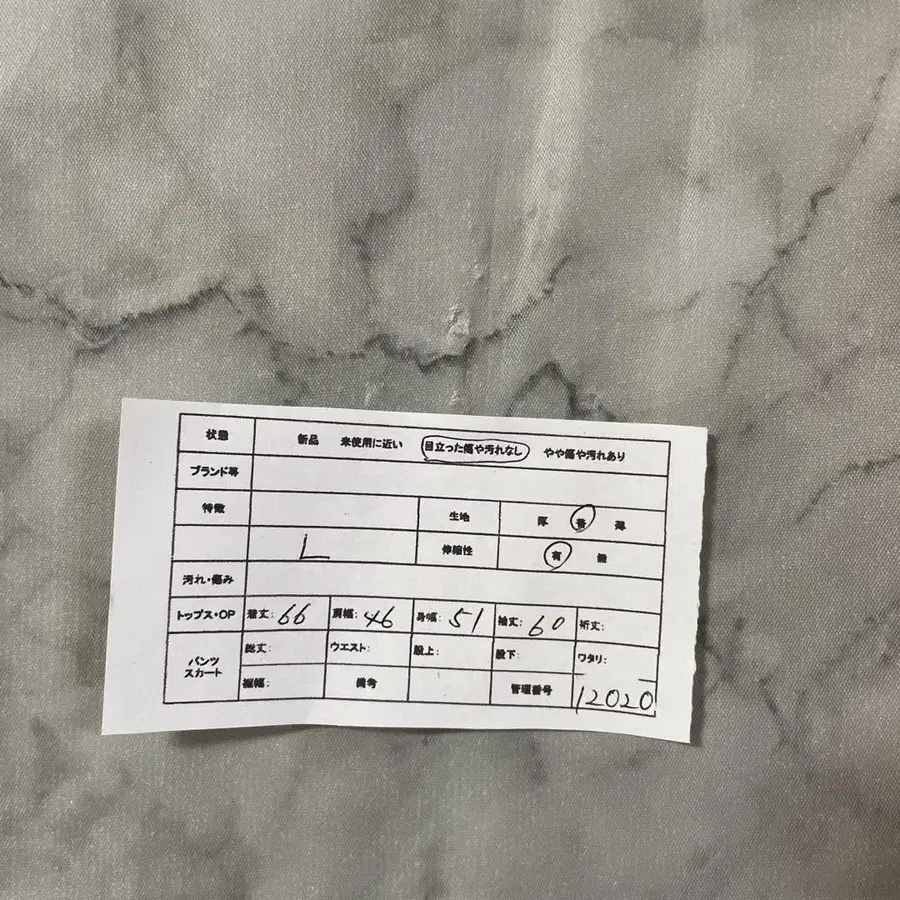 状態 新品 未使用に近い 目立った傷や汚れなし やや傷や汚れあり
ブランド等
特徴 生地 厚 普 薄
L 伸縮性 有 無
汚れ・傷み
トップス・OP 着丈: 66 肩幅: 46 身幅: 51 袖丈: 60 裄丈:
パンツ スカート 総丈: ウエスト: 股上: 股下: ワタリ:
裾幅: 備考 管理番号 12020